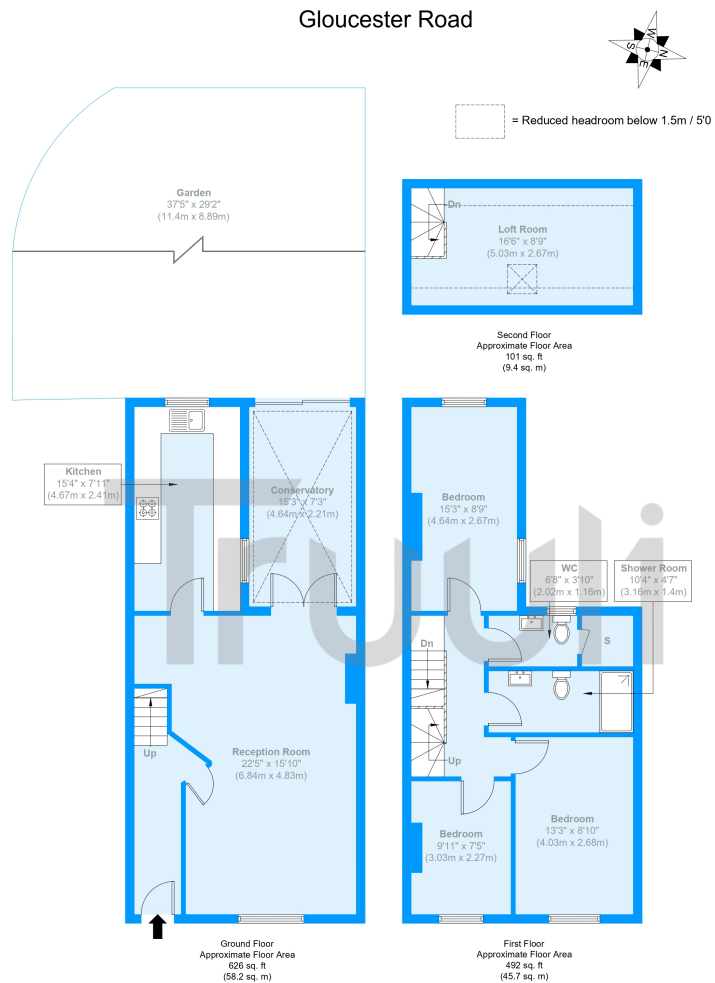 Gloucester Road
W
N
S
E
= Reduced headroom below 1.5m / 5'0
Garden
37'5" x 29'2"
(11.4m x 8.89m)
Dn
Loft Room
16'6" x 8'9"
(5.03m x 2.67m)
Second Floor
Approximate Floor Area
101 sq. ft
(9.4 sq. m)
Kitchen
15'4" x 7'11"
(4.67m x 2.41m)
Conservatory
15'3" x 7'3"
(4.64m x 2.21m)
Bedroom
15'3" x 8'9"
(4.64m x 2.67m)
Truuli
WC
6'8" x 3'10"
(2.02m x 1.16m)
Shower Room
10'4" x 4'7"
(3.16m x 1.4m)
S
Dn
Up
Up
Reception Room
22'5" x 15'10"
(6.84m x 4.83m)
Bedroom
9'11" x 7'5"
(3.03m x 2.27m)
Bedroom
13'3" x 8'10"
(4.03m x 2.68m)
Ground Floor
Approximate Floor Area
626 sq. ft
(58.2 sq. m)
First Floor
Approximate Floor Area
492 sq. ft
(45.7 sq. m)